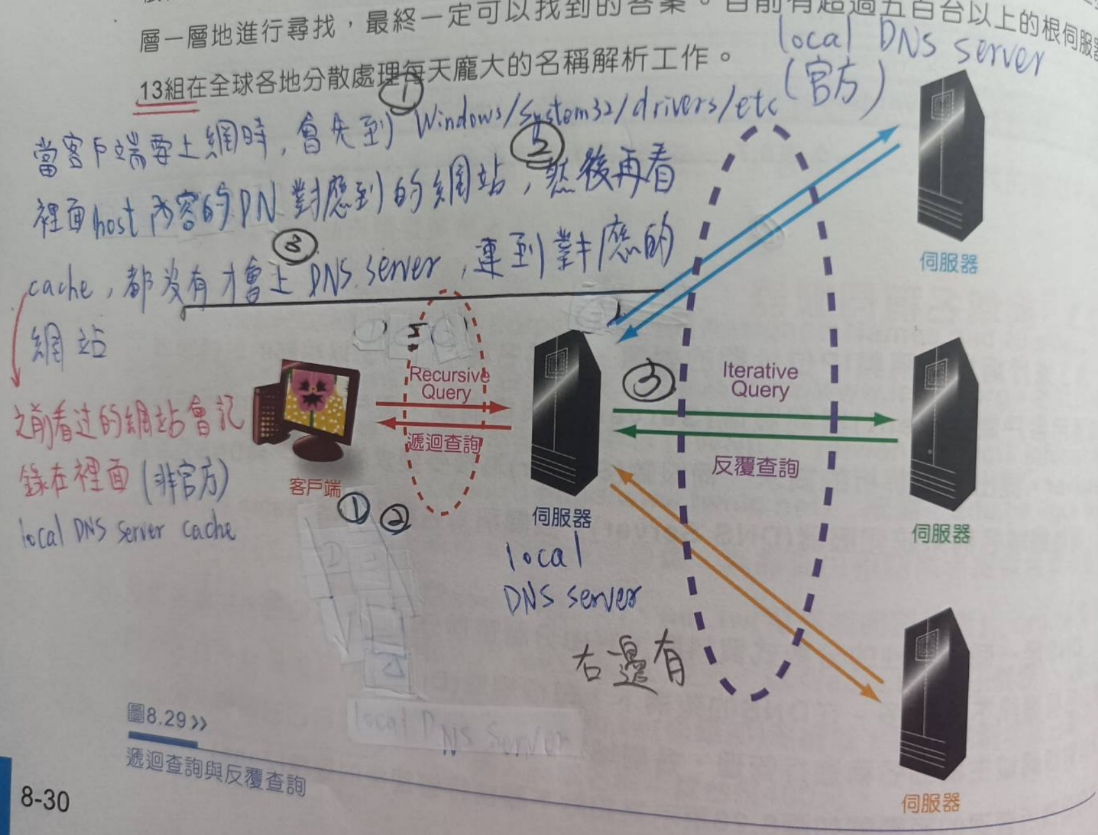 層一層地進行尋找，最終一定可以找到的答案。目前有超過五百台以上的根伺服器
13組在全球各地分散處理每天龐大的名稱解析工作。
local DNS server
(官方)
當客戶端要上網時，會先到 ① Windows/System32/drivers/etc
裡面host內容的DN對應到的網站，② 然後再看
cache，都沒有才會上 ③ DNS server，連到對應的
網站
之前看过的網站會記
錄在裡面(非官方)
local DNS server cache
Recursive
Query
遞迴查詢
③
Iterative
Query
反覆查詢
客戶端
① ②
伺服器
local
DNS server
伺服器
伺服器
伺服器
右邊有
local DNS server
圖8.29
遞迴查詢與反覆查詢
8-30